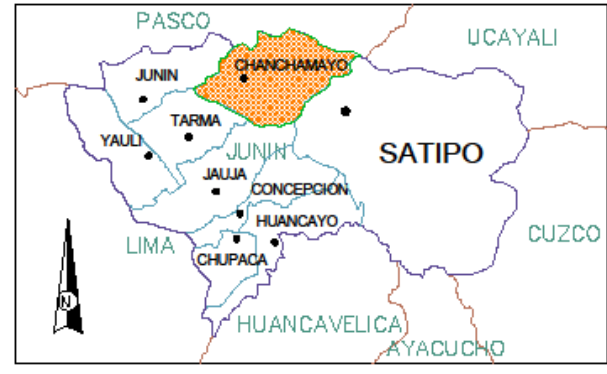 PASCO
UCAYALI
CHANCHAMAYO
JUNIN
TARMA
YAULI
JUNIN
SATIPO
JAUJA
CONCEPCION
HUANCAYO
LIMA
CUZCO
CHUPACA
N
HUANCAVELICA
AYACUCHO